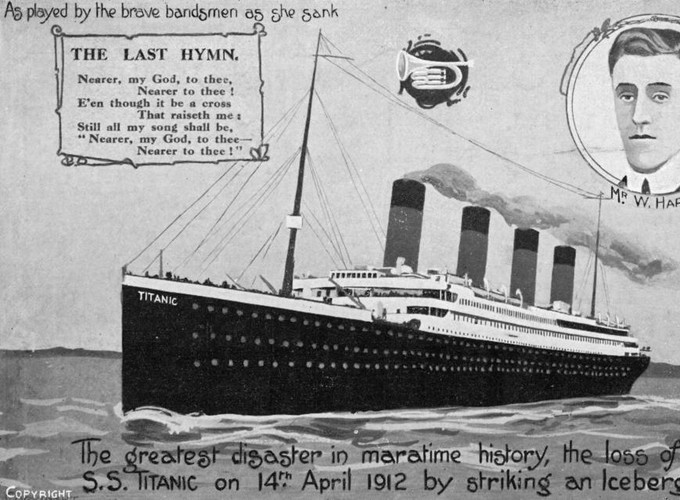 As played by the brave bandsmen as she sank
THE LAST HYMN.
Nearer, my God, to thee,
Nearer to thee !
E'en though it be a cross
That raiseth me :
Still all my song shall be,
" Nearer, my God, to thee—
Nearer to thee ! "
MR W. HAR
TITANIC
The greatest disaster in maratime history, the loss of
S.S. TITANIC on 14th April 1912 by striking an Iceberg
COPYRIGHT